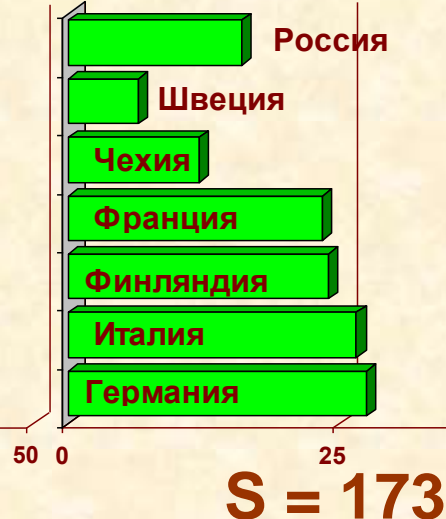 Россия
Швеция
Чехия
Франция
Финляндия
Италия
Германия
50 0 25
S = 173